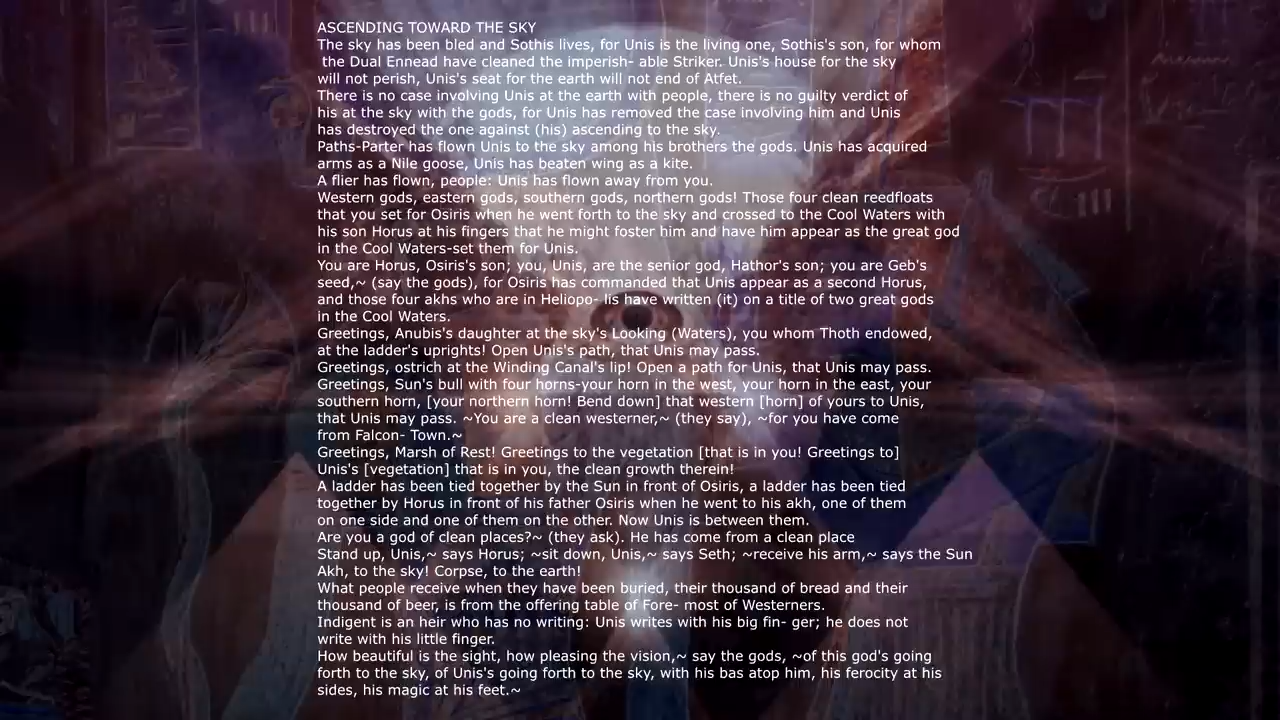 ASCENDING TOWARD THE SKY
The sky has been bled and Sothis lives, for Unis is the living one, Sothis's son, for whom
the Dual Ennead have cleaned the imperish- able Striker. Unis's house for the sky
will not perish, Unis's seat for the earth will not end of Atfet.
There is no case involving Unis at the earth with people, there is no guilty verdict of
his at the sky with the gods, for Unis has removed the case involving him and Unis
has destroyed the one against (his) ascending to the sky.
Paths-Parter has flown Unis to the sky among his brothers the gods. Unis has acquired
arms as a Nile goose, Unis has beaten wing as a kite.
A flier has flown, people: Unis has flown away from you.
Western gods, eastern gods, southern gods, northern gods! Those four clean reedfloats
that you set for Osiris when he went forth to the sky and crossed to the Cool Waters with
his son Horus at his fingers that he might foster him and have him appear as the great god
in the Cool Waters-set them for Unis.
You are Horus, Osiris's son; you, Unis, are the senior god, Hathor's son; you are Geb's
seed,~ (say the gods), for Osiris has commanded that Unis appear as a second Horus,
and those four akhs who are in Heliopo- lis have written (it) on a title of two great gods
in the Cool Waters.
Greetings, Anubis's daughter at the sky's Looking (Waters), you whom Thoth endowed,
at the ladder's uprights! Open Unis's path, that Unis may pass.
Greetings, ostrich at the Winding Canal's lip! Open a path for Unis, that Unis may pass.
Greetings, Sun's bull with four horns-your horn in the west, your horn in the east, your
southern horn, [your northern horn! Bend down] that western [horn] of yours to Unis,
that Unis may pass. ~You are a clean westerner,~ (they say), ~for you have come
from Falcon- Town.~
Greetings, Marsh of Rest! Greetings to the vegetation [that is in you! Greetings to]
Unis's [vegetation] that is in you, the clean growth therein!
A ladder has been tied together by the Sun in front of Osiris, a ladder has been tied
together by Horus in front of his father Osiris when he went to his akh, one of them
on one side and one of them on the other. Now Unis is between them.
Are you a god of clean places?~ (they ask). He has come from a clean place
Stand up, Unis,~ says Horus; ~sit down, Unis,~ says Seth; ~receive his arm,~ says the Sun
Akh, to the sky! Corpse, to the earth!
What people receive when they have been buried, their thousand of bread and their
thousand of beer, is from the offering table of Fore- most of Westerners.
Indigent is an heir who has no writing: Unis writes with his big fin- ger; he does not
write with his little finger.
How beautiful is the sight, how pleasing the vision,~ say the gods, ~of this god's going
forth to the sky, of Unis's going forth to the sky, with his bas atop him, his ferocity at his
sides, his magic at his feet.~